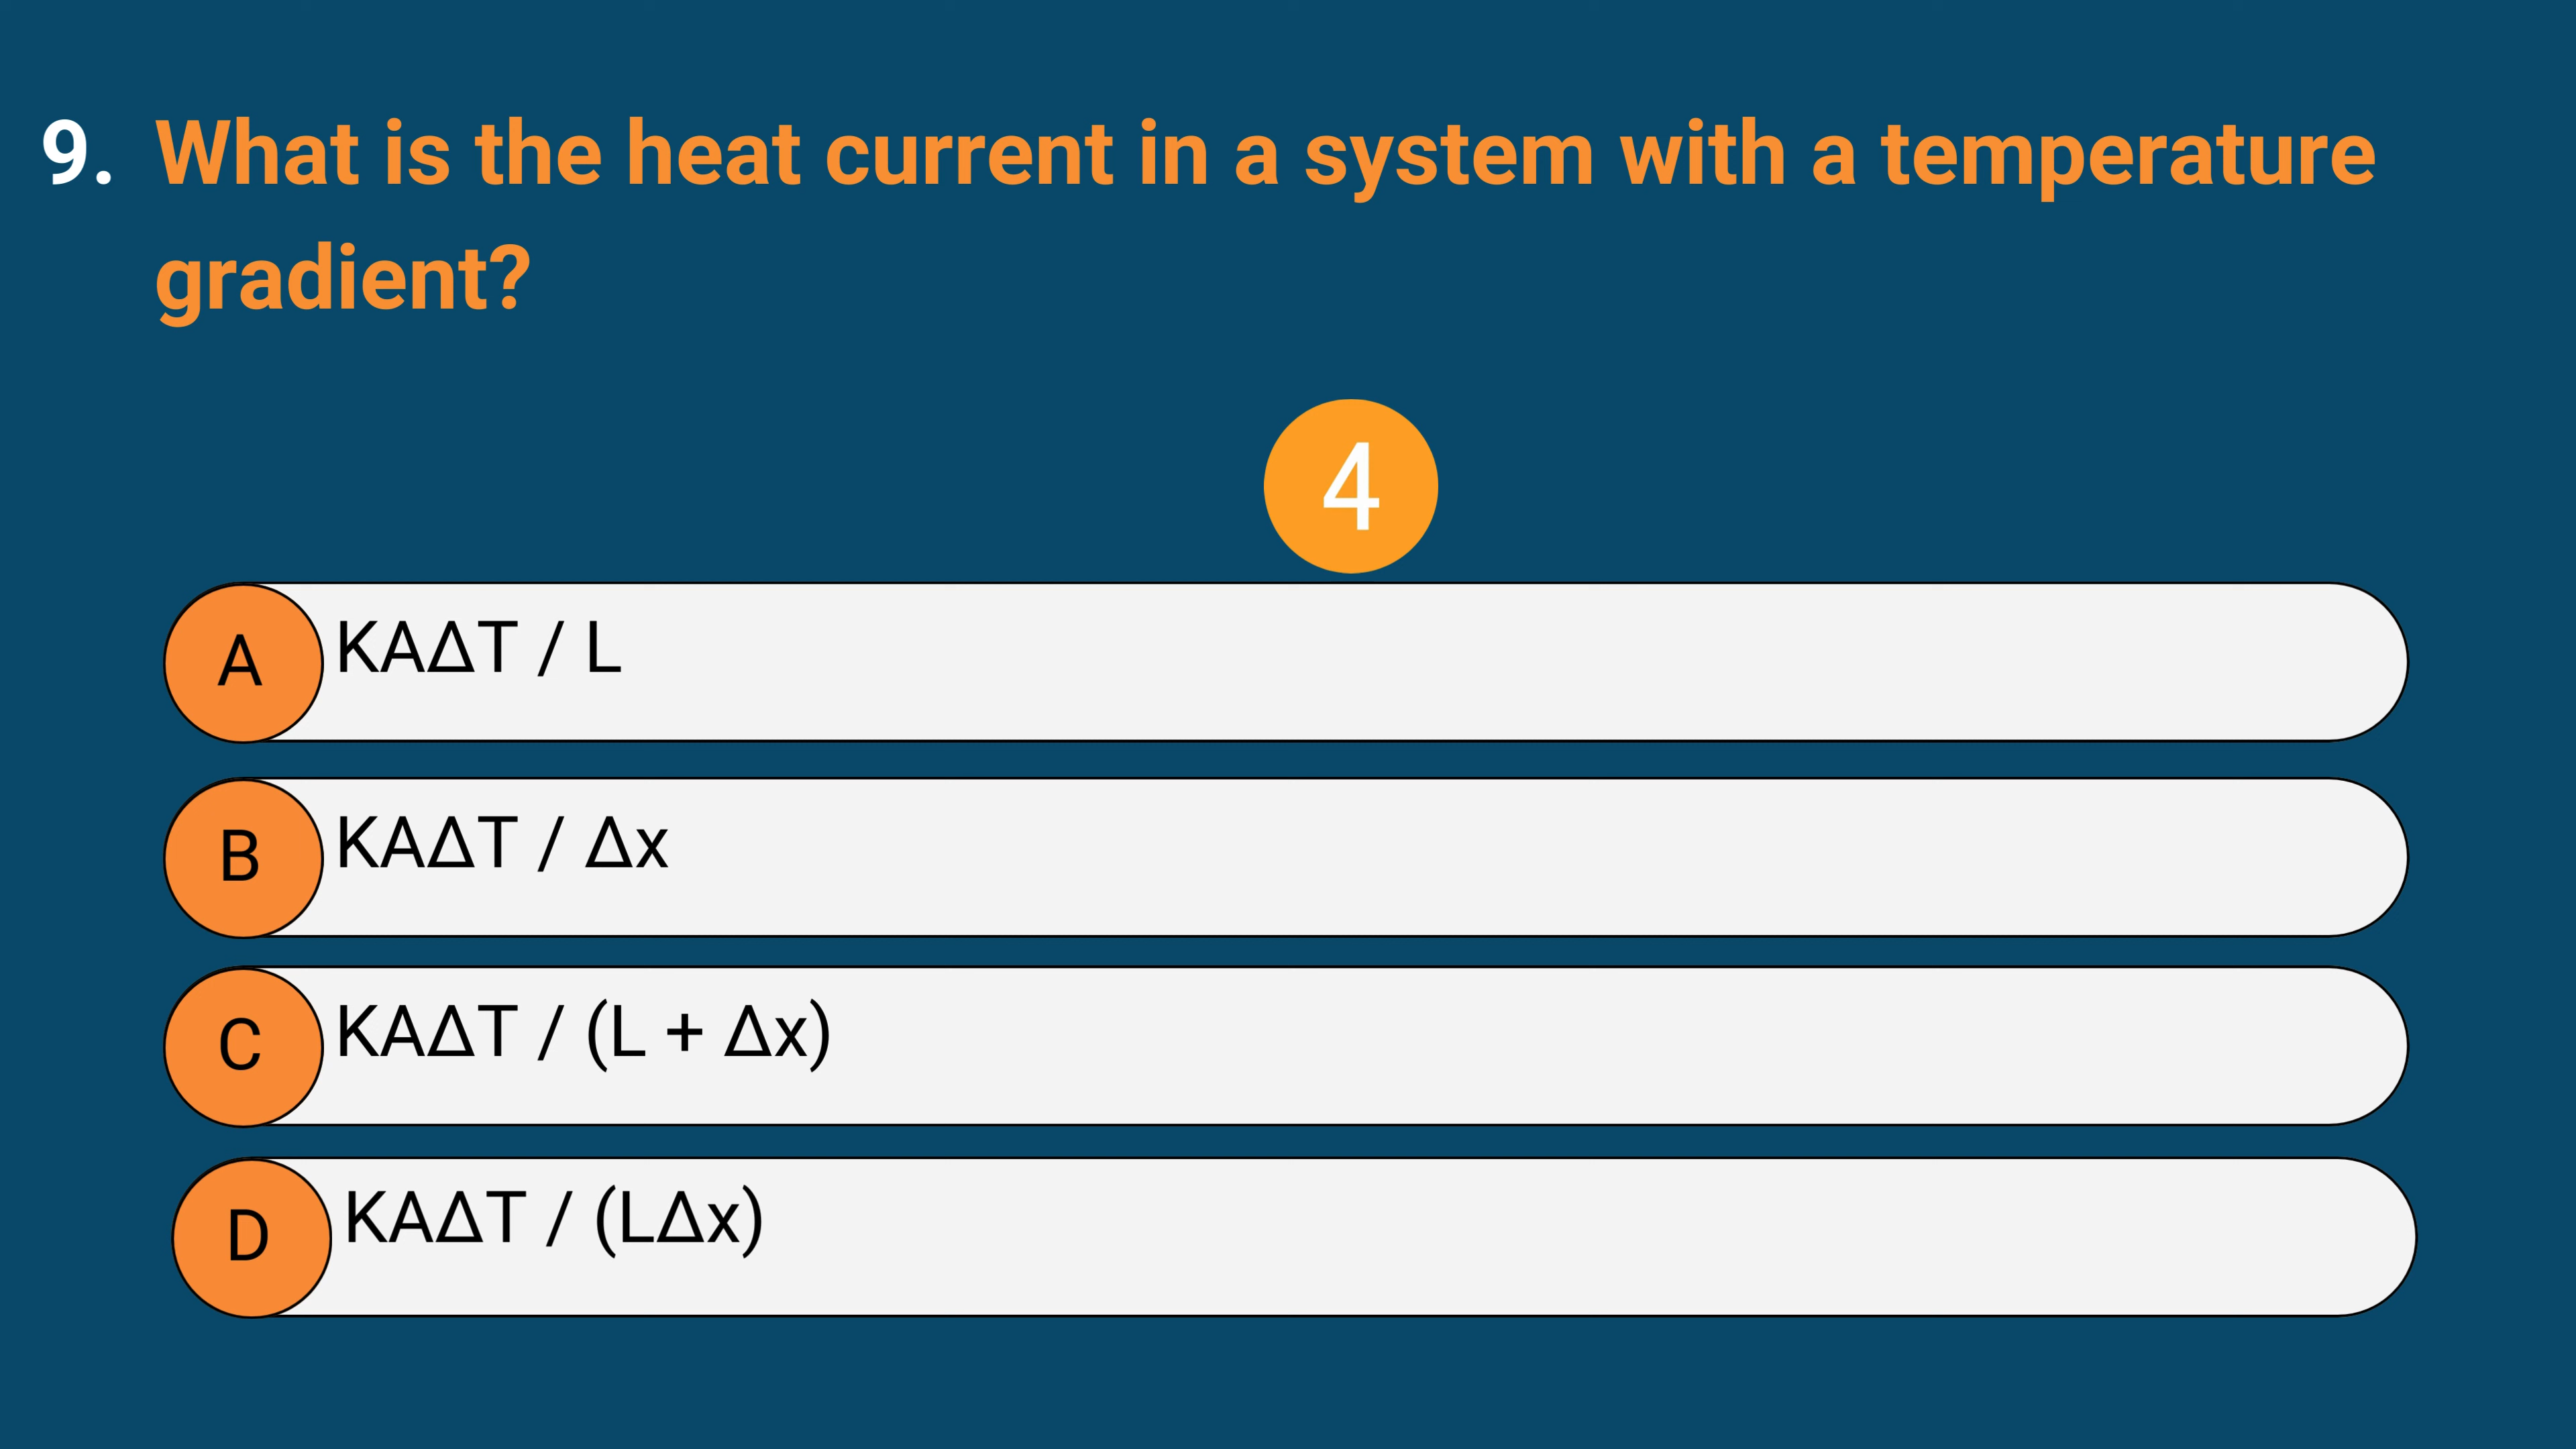 9. What is the heat current in a system with a temperature
gradient?
4
A KAΔT / L
B KAΔT / Δx
C KAΔT / (L + Δx)
D KAΔT / (LΔx)